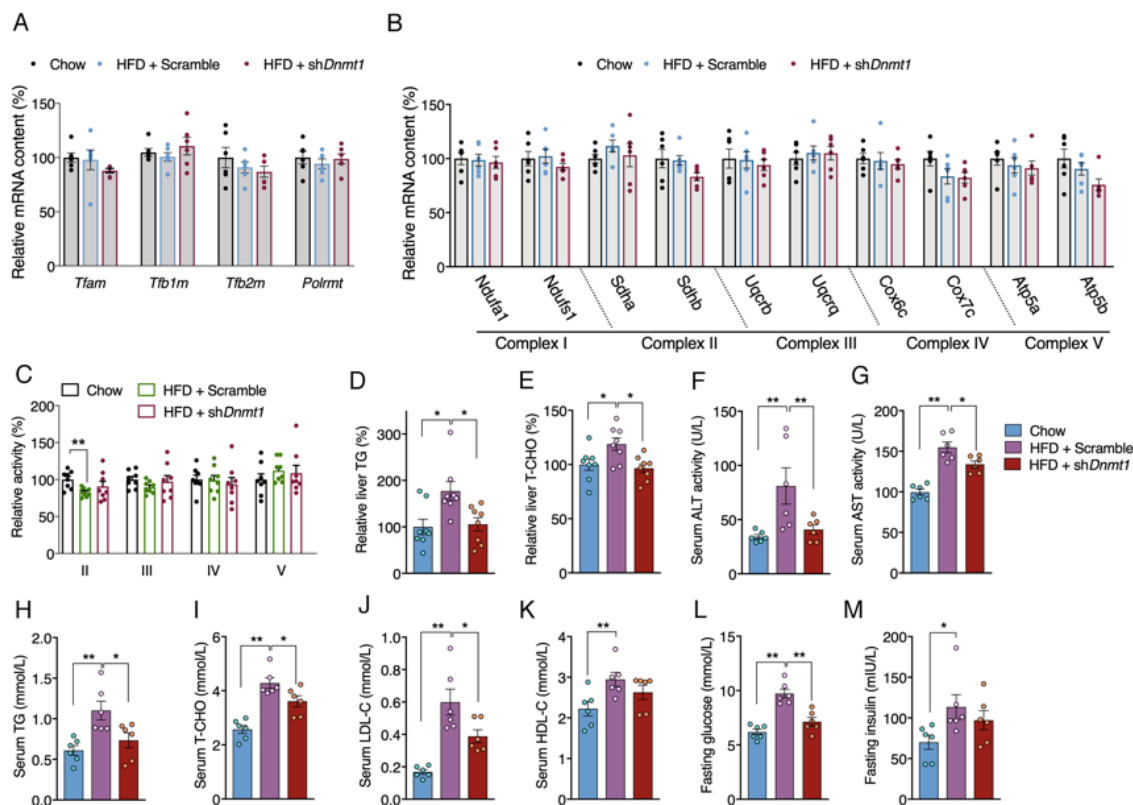 A
Chow HFD + Scramble HFD + shDnmt1
Relative mRNA content (%)
150
100
50
0
Tfam Tfb1m Tfb2m Polrmt
B
Chow HFD + Scramble HFD + shDnmt1
Relative mRNA content (%)
150
100
50
0
Ndufa1 Ndufs1 Sdha Sdhb Uqcrb Uqcrq Cox6c Cox7c Atp5a Atp5b
Complex I Complex II Complex III Complex IV Complex V
C
Chow HFD + Scramble
HFD + shDnmt1
Relative activity (%)
200
150
100
50
0
**
II III IV V
D
Relative liver TG (%)
300
200
100
0
* *
E
Relative liver T-CHO (%)
150
100
50
0
* *
F
Serum ALT activity (U/L)
150
100
50
0
** **
G
Serum AST activity (U/L)
200
150
100
50
0
** *
Chow
HFD + Scramble
HFD + shDnmt1
H
Serum TG (mmol/L)
2.0
1.5
1.0
0.5
0.0
** *
I
Serum T-CHO (mmol/L)
6
4
2
0
** *
J
Serum LDL-C (mmol/L)
1.0
0.8
0.6
0.4
0.2
0.0
** *
K
Serum HDL-C (mmol/L)
4
3
2
1
0
**
L
Fasting glucose (mmol/L)
15
10
5
0
** **
M
Fasting insulin (mIU/L)
200
150
100
50
0
*